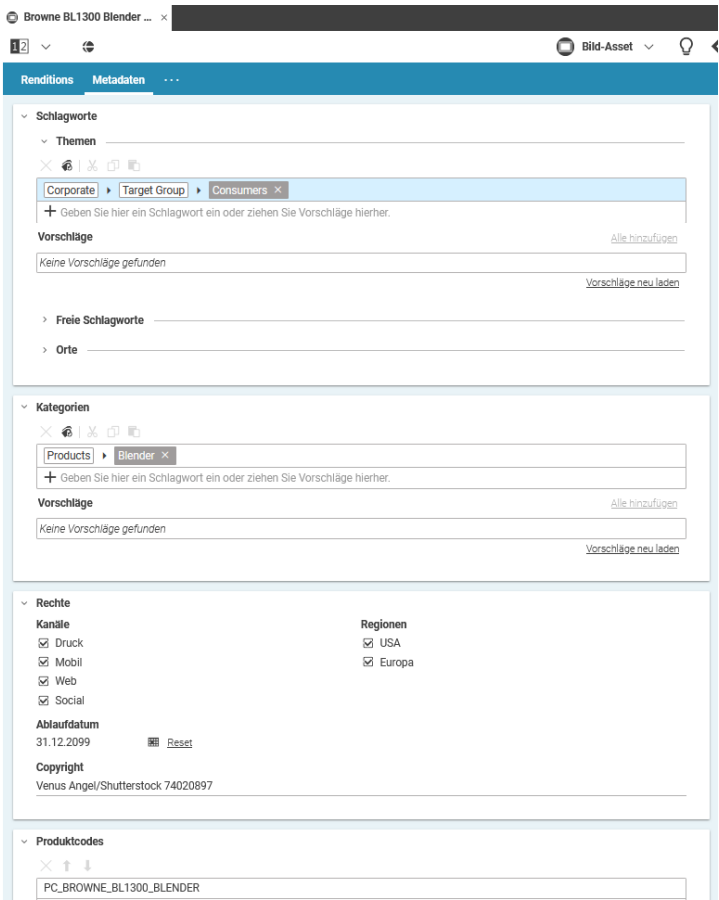 Browne BL1300 Blender ... ×
12
Bild-Asset
Renditions Metadaten ···
Schlagworte
Themen
Corporate Target Group Consumers ×
Geben Sie hier ein Schlagwort ein oder ziehen Sie Vorschläge hierher.
Vorschläge Alle hinzufügen
Keine Vorschläge gefunden
Vorschläge neu laden
Freie Schlagworte
Orte
Kategorien
Products Blender ×
Geben Sie hier ein Schlagwort ein oder ziehen Sie Vorschläge hierher.
Vorschläge Alle hinzufügen
Keine Vorschläge gefunden
Vorschläge neu laden
Rechte
Kanäle Regionen
Druck USA
Mobil Europa
Web
Social
Ablaufdatum
31.12.2099 Reset
Copyright
Venus Angel/Shutterstock 74020897
Produktcodes
PC_BROWNE_BL1300_BLENDER